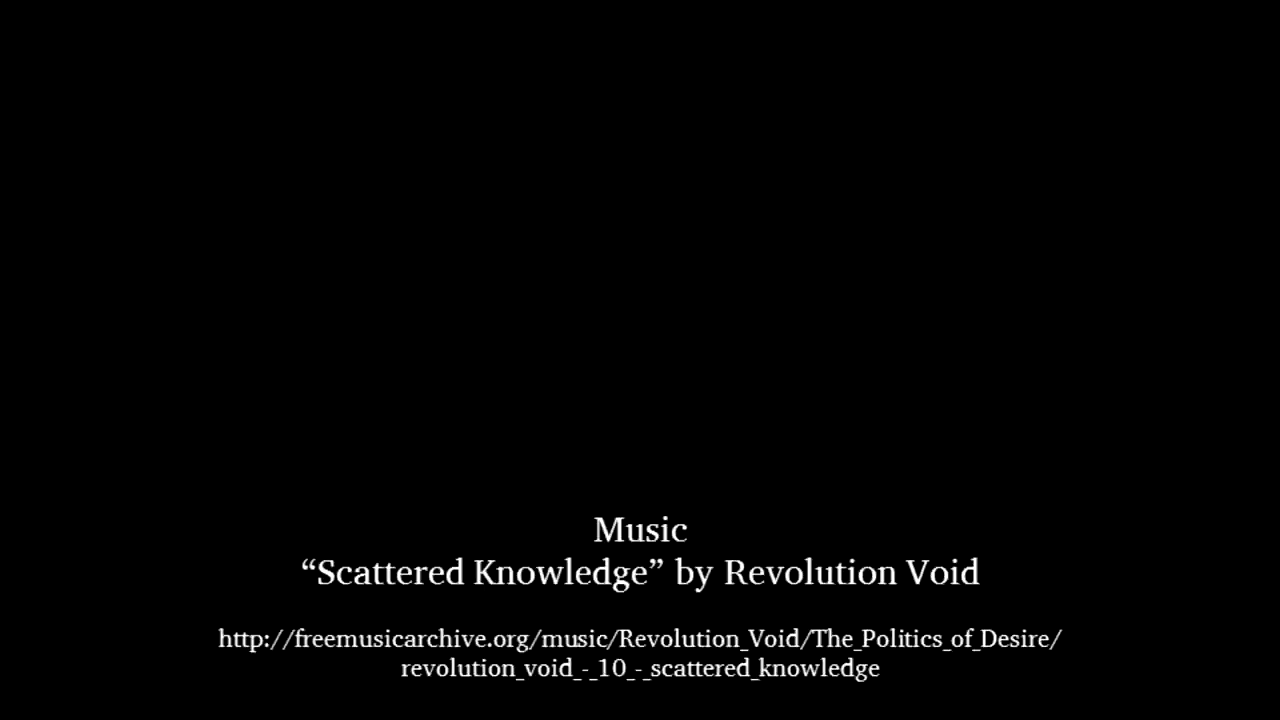 Music
“Scattered Knowledge” by Revolution Void
http://freemusicarchive.org/music/Revolution_Void/The_Politics_of_Desire/
revolution_void_-_10_-_scattered_knowledge